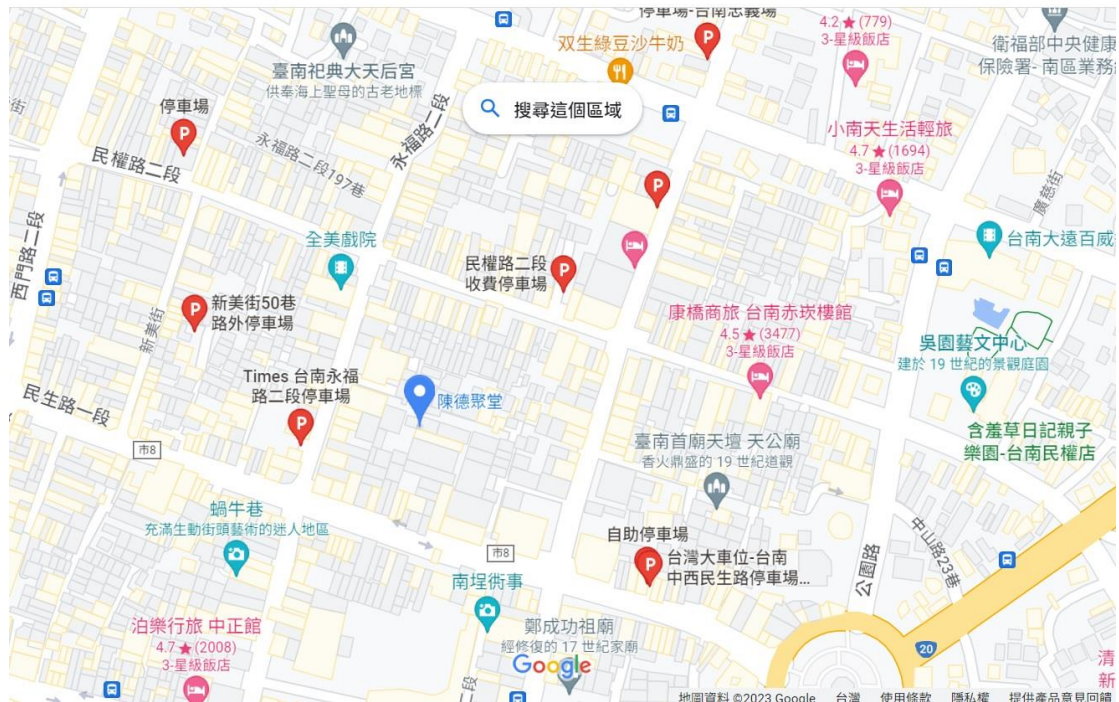 停車場-台南忠義場
双生綠豆沙牛奶
4.2 ★ (779)
3-星級飯店
衛福部中央健康
保險署- 南區業務
臺南祀典大天后宮
供奉海上聖母的古老地標
搜尋這個區域
停車場
永福路二段
小南天生活輕旅
4.7 ★ (1694)
3-星級飯店
民權路二段
永福路二段197巷
廣慈街
西門路二段
全美戲院
台南大遠百威
民權路二段
收費停車場
新美街50巷
路外停車場
新美街
康橋商旅 台南赤崁樓館
4.5 ★ (3477)
3-星級飯店
吳園藝文中心
建於 19 世紀的景觀庭園
Times 台南永福
路二段停車場
陳德聚堂
民生路一段
市8
含羞草日記親子
樂園-台南民權店
臺南首廟天壇 天公廟
香火鼎盛的 19 世紀道觀
蝸牛巷
充滿生動街頭藝術的迷人地區
自助停車場
台灣大車位-台南
中西民生路停車場...
市8
公園路
中山路23巷
南埕衖事
鄭成功祖廟
經修復的 17 世紀家廟
泊樂行旅 中正館
4.7 ★ (2008)
3-星級飯店
20
Google
清
新
二段
地圖資料 ©2023 Google
台灣
使用條款
隱私權
提供產品意見回饋